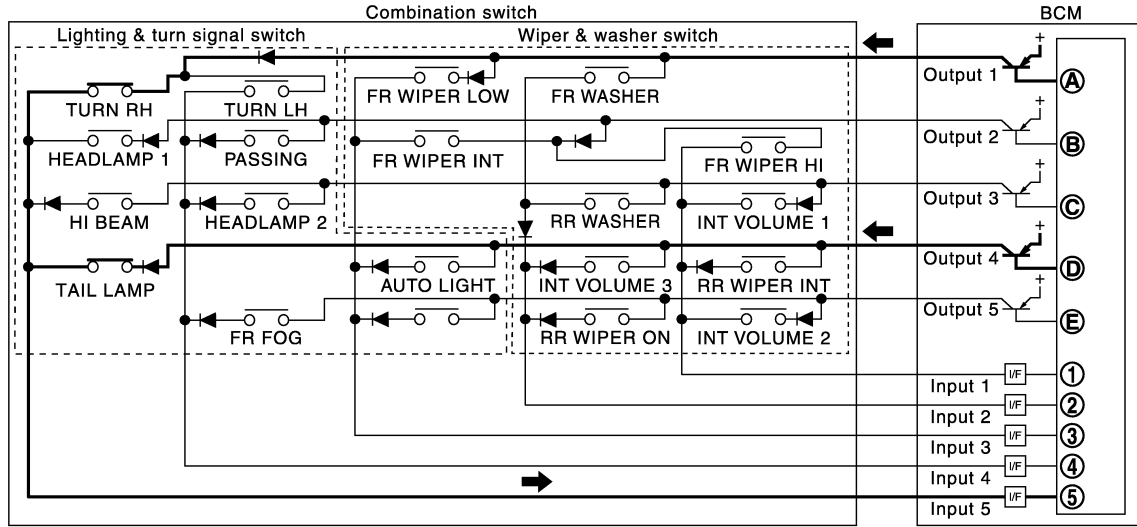 Combination switch
BCM
Lighting & turn signal switch
Wiper & washer switch
+
Output 1
A
TURN RH
TURN LH
FR WIPER LOW
FR WASHER
+
Output 2
B
HEADLAMP 1
PASSING
FR WIPER INT
FR WIPER HI
+
Output 3
C
HI BEAM
HEADLAMP 2
RR WASHER
INT VOLUME 1
+
Output 4
D
TAIL LAMP
AUTO LIGHT
INT VOLUME 3
RR WIPER INT
+
Output 5
E
FR FOG
RR WIPER ON
INT VOLUME 2
I/F
1
Input 1
I/F
2
Input 2
I/F
3
Input 3
I/F
4
Input 4
I/F
5
Input 5